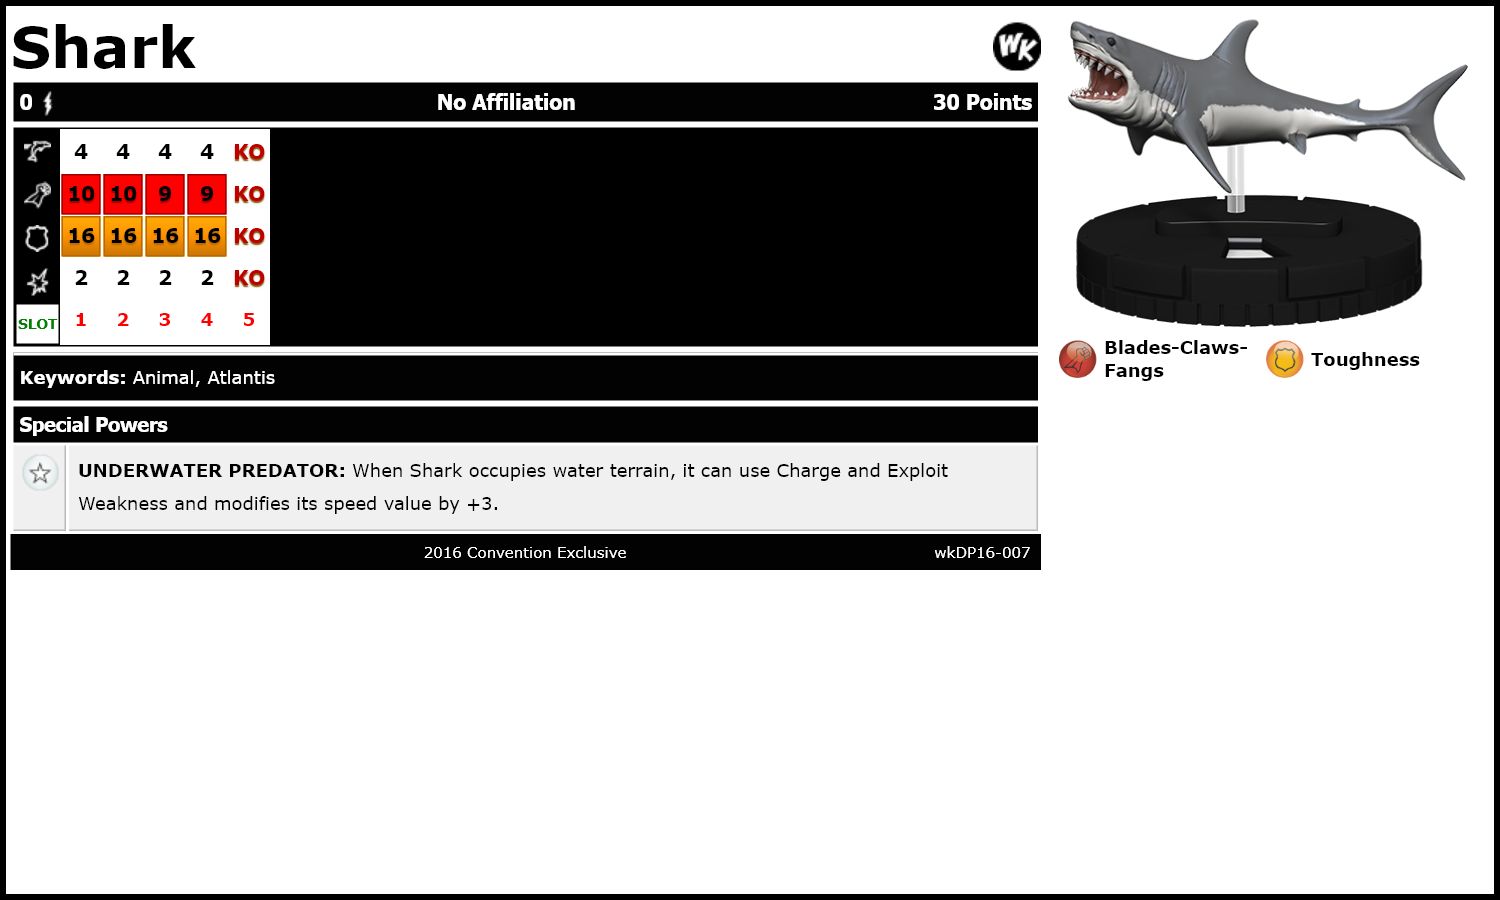 Shark
WK
0 No Affiliation 30 Points
4 4 4 4 KO
10 10 9 9 KO
16 16 16 16 KO
2 2 2 2 KO
SLOT 1 2 3 4 5
Keywords: Animal, Atlantis
Special Powers
UNDERWATER PREDATOR: When Shark occupies water terrain, it can use Charge and Exploit
Weakness and modifies its speed value by +3.
2016 Convention Exclusive wkDP16-007
Blades-Claws-
Fangs
Toughness